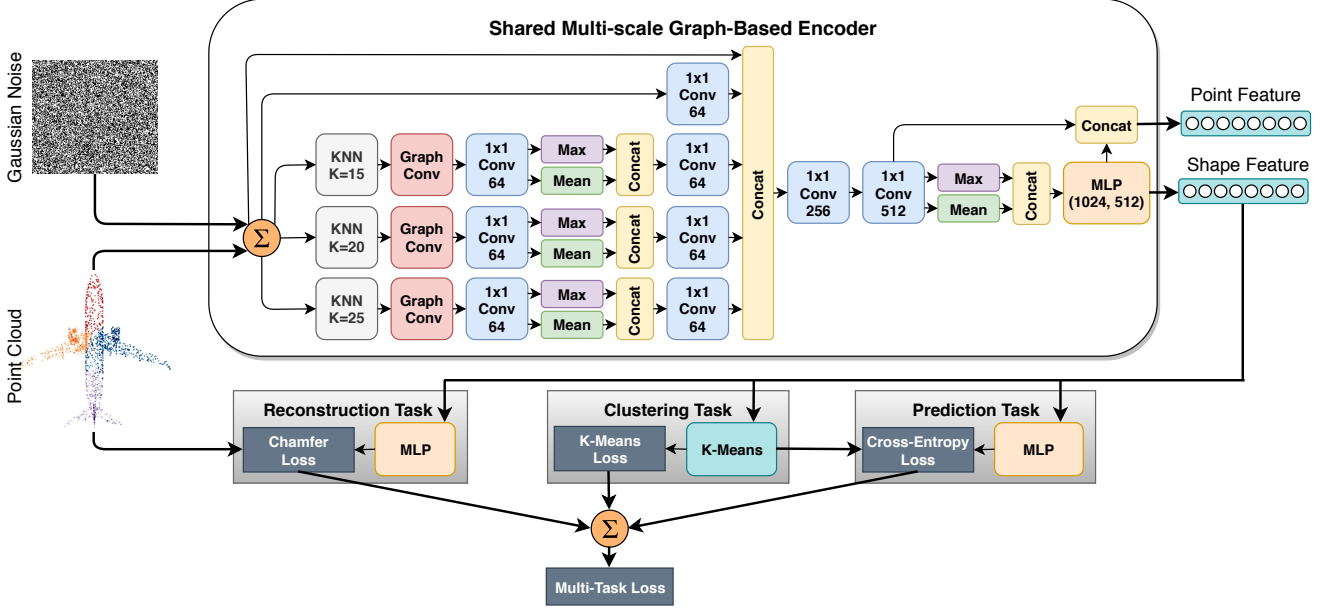 Shared Multi-scale Graph-Based Encoder
Gaussian Noise
Point Cloud
Σ
1x1
Conv
64
KNN
K=15
Graph
Conv
1x1
Conv
64
Max
Mean
Concat
1x1
Conv
64
KNN
K=20
Graph
Conv
1x1
Conv
64
Max
Mean
Concat
1x1
Conv
64
KNN
K=25
Graph
Conv
1x1
Conv
64
Max
Mean
Concat
1x1
Conv
64
Concat
1x1
Conv
256
1x1
Conv
512
Max
Mean
Concat
MLP
(1024, 512)
Concat
Point Feature
Shape Feature
Reconstruction Task
Chamfer
Loss
MLP
Clustering Task
K-Means
Loss
K-Means
Prediction Task
Cross-Entropy
Loss
MLP
Σ
Multi-Task Loss